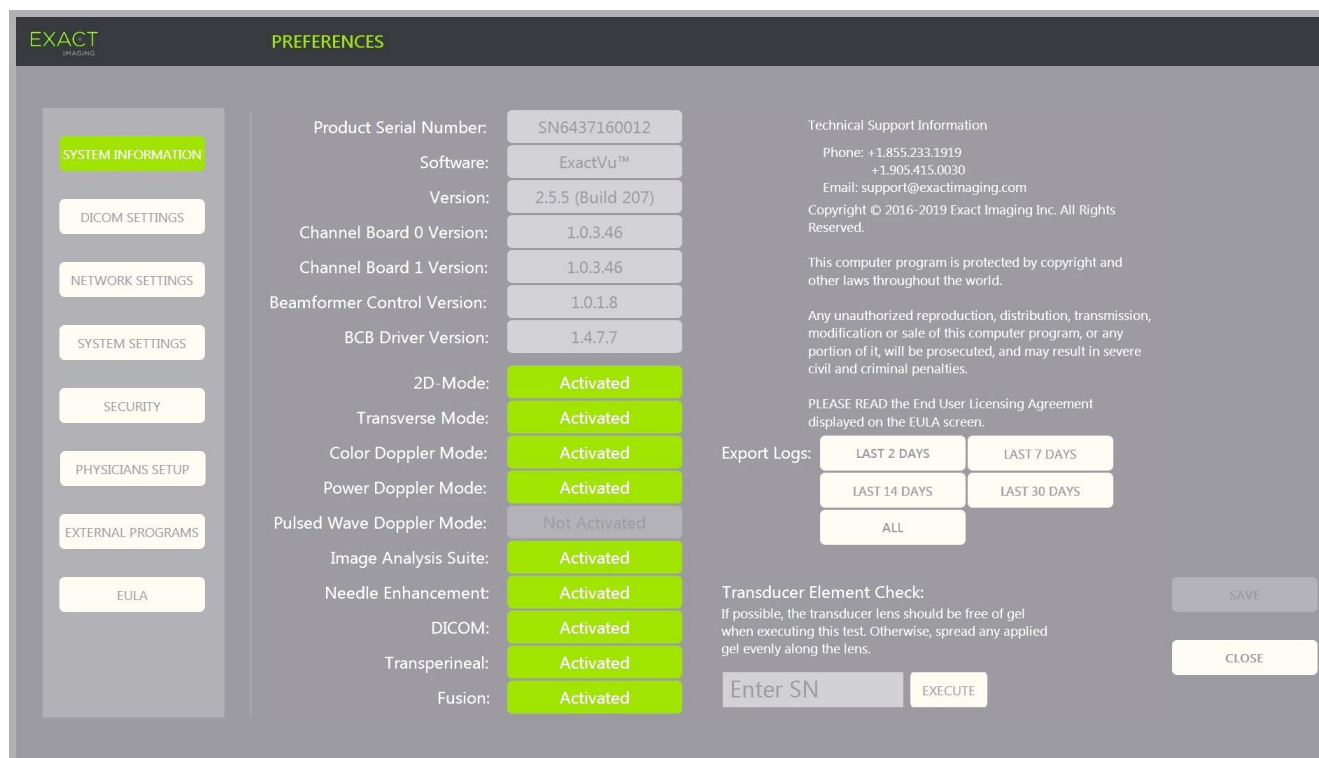 EXACT
IMAGING
PREFERENCES
SYSTEM INFORMATION
DICOM SETTINGS
NETWORK SETTINGS
SYSTEM SETTINGS
SECURITY
PHYSICIANS SETUP
EXTERNAL PROGRAMS
EULA
Product Serial Number: SN6437160012
Software: ExactVu™
Version: 2.5.5 (Build 207)
Channel Board 0 Version: 1.0.3.46
Channel Board 1 Version: 1.0.3.46
Beamformer Control Version: 1.0.1.8
BCB Driver Version: 1.4.7.7
2D-Mode: Activated
Transverse Mode: Activated
Color Doppler Mode: Activated
Power Doppler Mode: Activated
Pulsed Wave Doppler Mode: Not Activated
Image Analysis Suite: Activated
Needle Enhancement: Activated
DICOM: Activated
Transperineal: Activated
Fusion: Activated
Technical Support Information
Phone: +1.855.233.1919
+1.905.415.0030
Email: support@exactimaging.com
Copyright © 2016-2019 Exact Imaging Inc. All Rights
Reserved.
This computer program is protected by copyright and
other laws throughout the world.
Any unauthorized reproduction, distribution, transmission,
modification or sale of this computer program, or any
portion of it, will be prosecuted, and may result in severe
civil and criminal penalties.
PLEASE READ the End User Licensing Agreement
displayed on the EULA screen.
Export Logs: LAST 2 DAYS LAST 7 DAYS
LAST 14 DAYS LAST 30 DAYS
ALL
Transducer Element Check:
If possible, the transducer lens should be free of gel
when executing this test. Otherwise, spread any applied
gel evenly along the lens.
Enter SN EXECUTE
SAVE
CLOSE